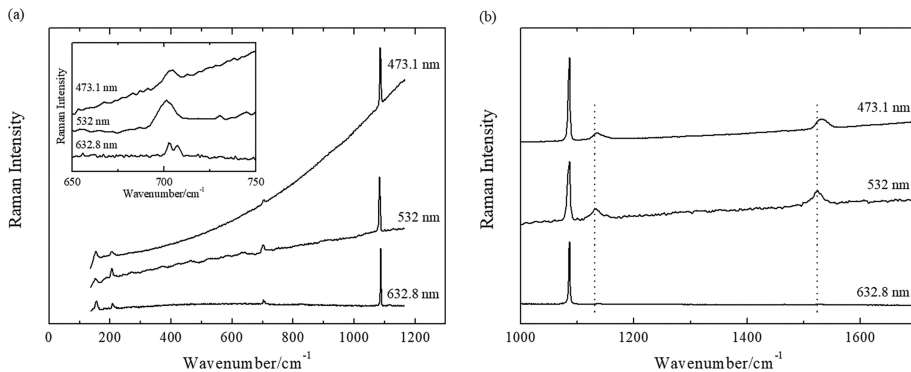 (a)
Raman Intensity
473.1 nm
532 nm
632.8 nm
0 200 400 600 800 1000 1200
Wavenumber/cm-1
Raman Intensity
473.1 nm
532 nm
632.8 nm
650 700 750
Wavenumber/cm-1
(b)
Raman Intensity
473.1 nm
532 nm
632.8 nm
1000 1200 1400 1600
Wavenumber/cm-1